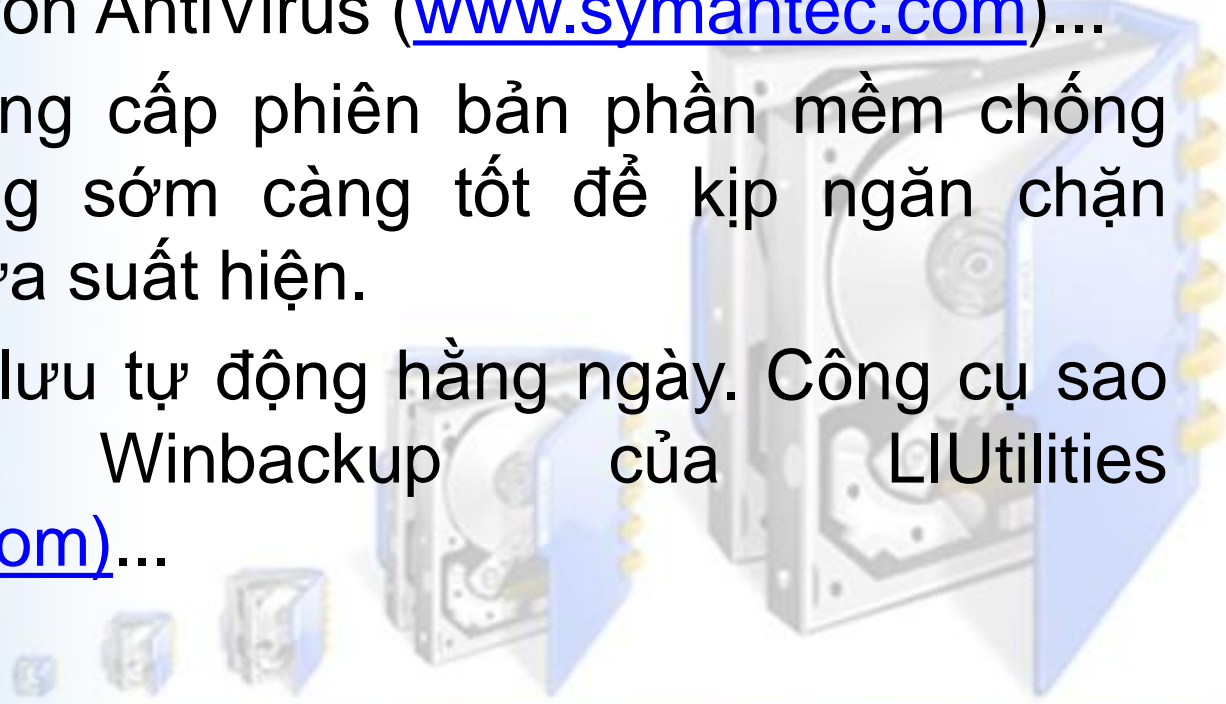 on AntiVirus (www.symantec.com)...
ng cấp phiên bản phần mềm chống
g sớm càng tốt để kịp ngăn chặn
a suất hiện.
lưu tự động hằng ngày. Công cụ sao
Winbackup của LIUtilities
om)...